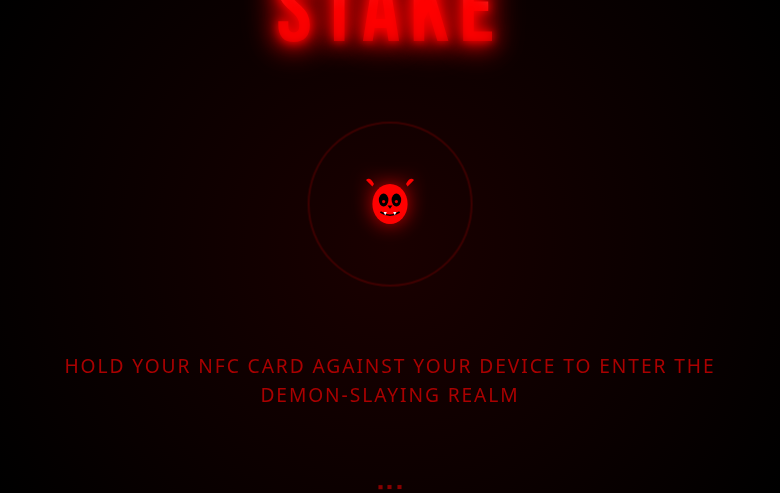 STAKE
HOLD YOUR NFC CARD AGAINST YOUR DEVICE TO ENTER THE
DEMON-SLAYING REALM
...